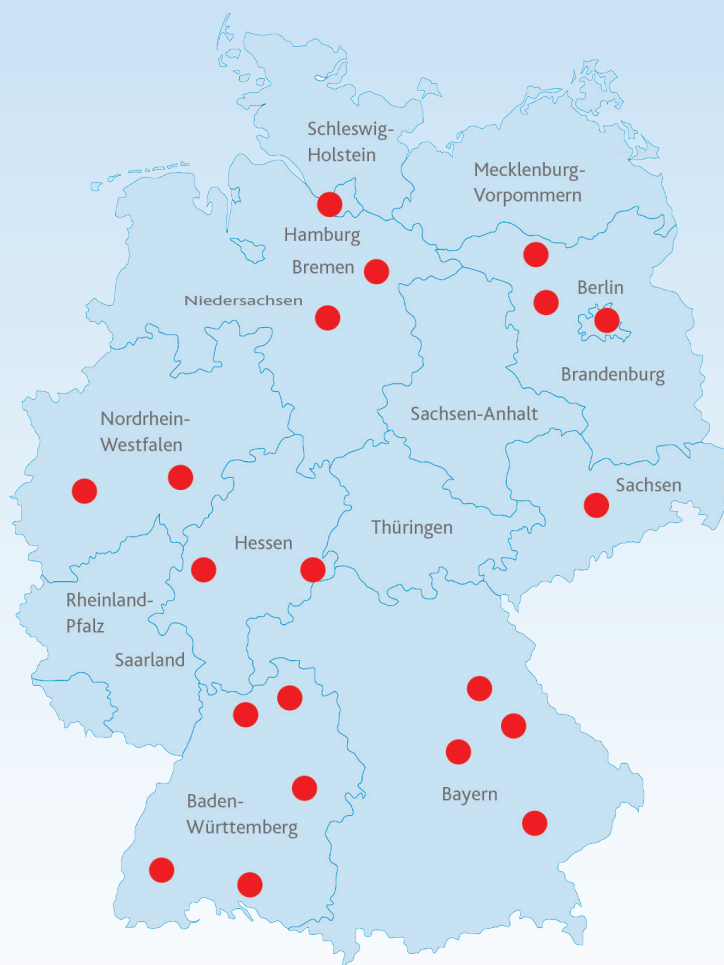 Schleswig-
Holstein
Mecklenburg-
Vorpommern
Hamburg
Bremen
Berlin
Niedersachsen
Brandenburg
Nordrhein-
Westfalen
Sachsen-Anhalt
Sachsen
Thüringen
Hessen
Rheinland-
Pfalz
Saarland
Bayern
Baden-
Württemberg